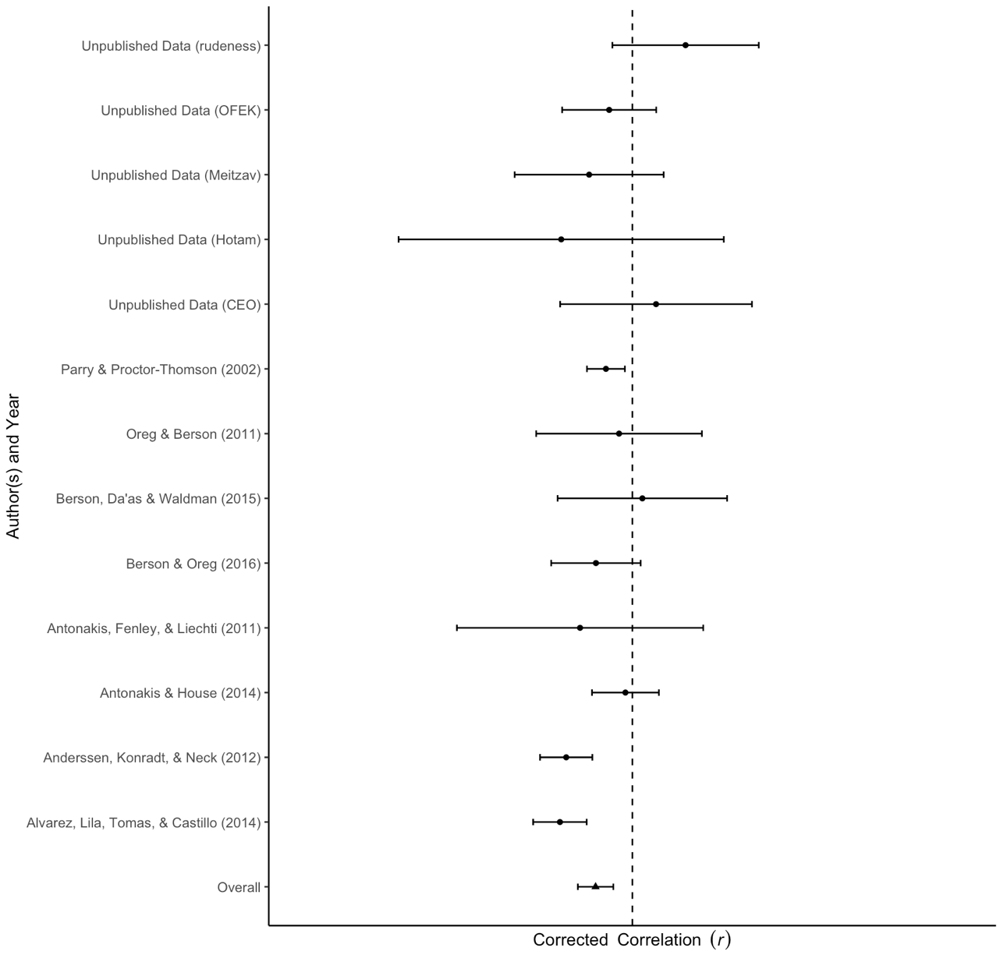 Unpublished Data (rudeness)
Unpublished Data (OFEK)
Unpublished Data (Meitzav)
Unpublished Data (Hotam)
Unpublished Data (CEO)
Parry & Proctor-Thomson (2002)
Oreg & Berson (2011)
Berson, Da'as & Waldman (2015)
Berson & Oreg (2016)
Antonakis, Fenley, & Liechti (2011)
Antonakis & House (2014)
Anderssen, Konradt, & Neck (2012)
Alvarez, Lila, Tomas, & Castillo (2014)
Overall
Author(s) and Year
Corrected Correlation (r)